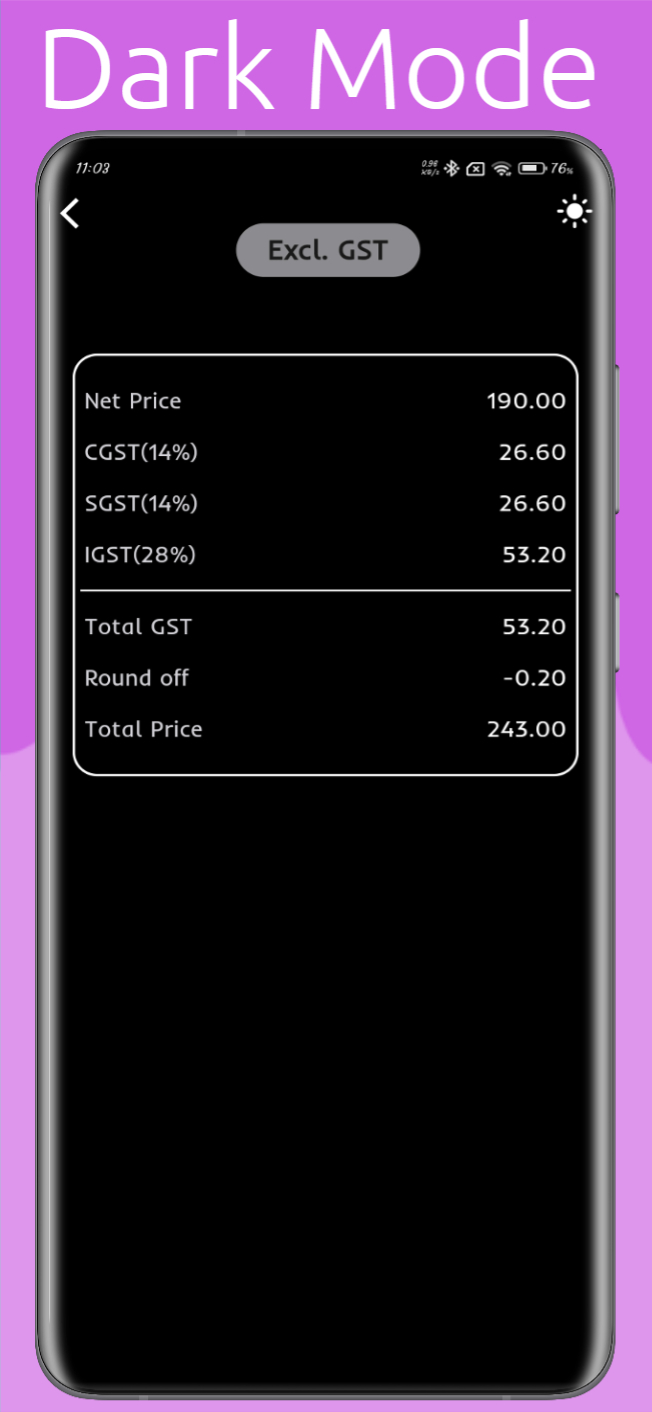 Dark Mode
11:03 0.96 KB/s 76%
Excl. GST
Net Price 190.00
CGST(14%) 26.60
SGST(14%) 26.60
IGST(28%) 53.20
Total GST 53.20
Round off -0.20
Total Price 243.00